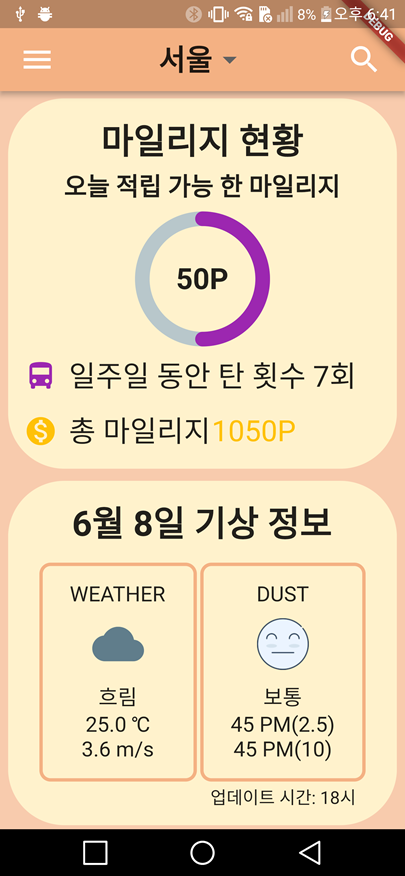 8% 오후 6:41
DEBUG
서울
마일리지 현황
오늘 적립 가능 한 마일리지
50P
일주일 동안 탄 횟수 7회
$ 총 마일리지1050P
6월 8일 기상 정보
WEATHER
흐림
25.0 ℃
3.6 m/s
DUST
보통
45 PM(2.5)
45 PM(10)
업데이트 시간: 18시